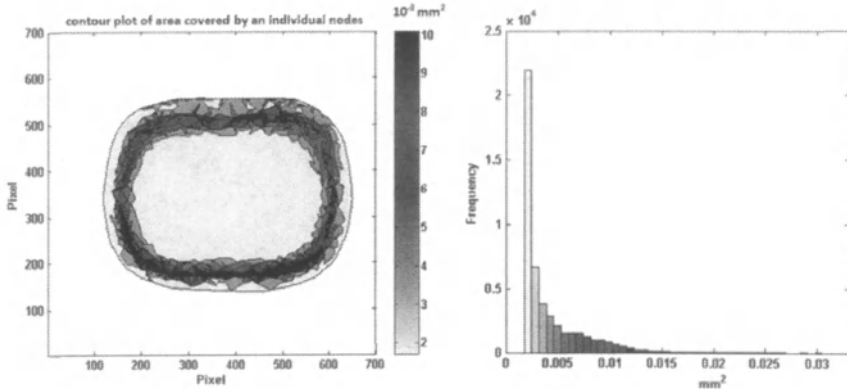 contour plot of area covered by an individual nodes
10⁻³ mm²
700
600
500
400
300
200
100
Pixel
100 200 300 400 500 600 700
Pixel
10
9
8
7
6
5
4
3
2
× 10⁴
2.5
2
1.5
1
0.5
0
Frequency
0 0.005 0.01 0.015 0.02 0.025 0.03
mm²